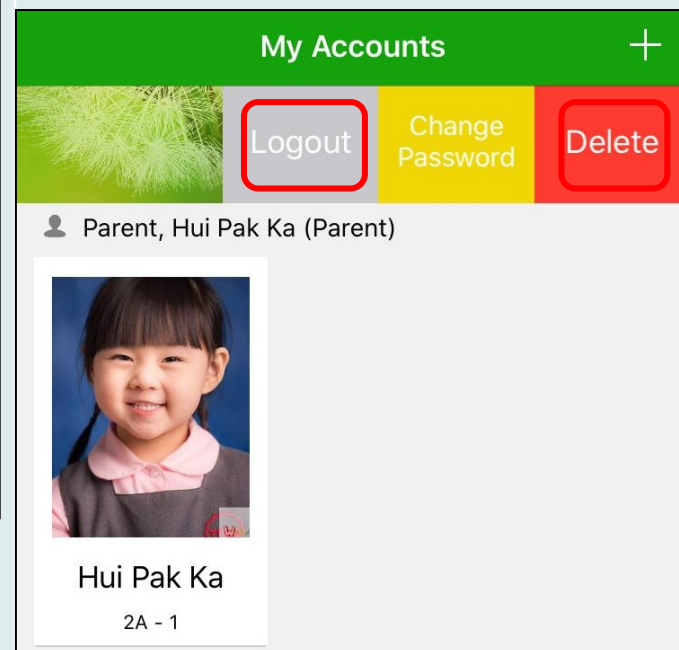 My Accounts +
Logout
Change
Password
Delete
Parent, Hui Pak Ka (Parent)
Hui Pak Ka
2A - 1